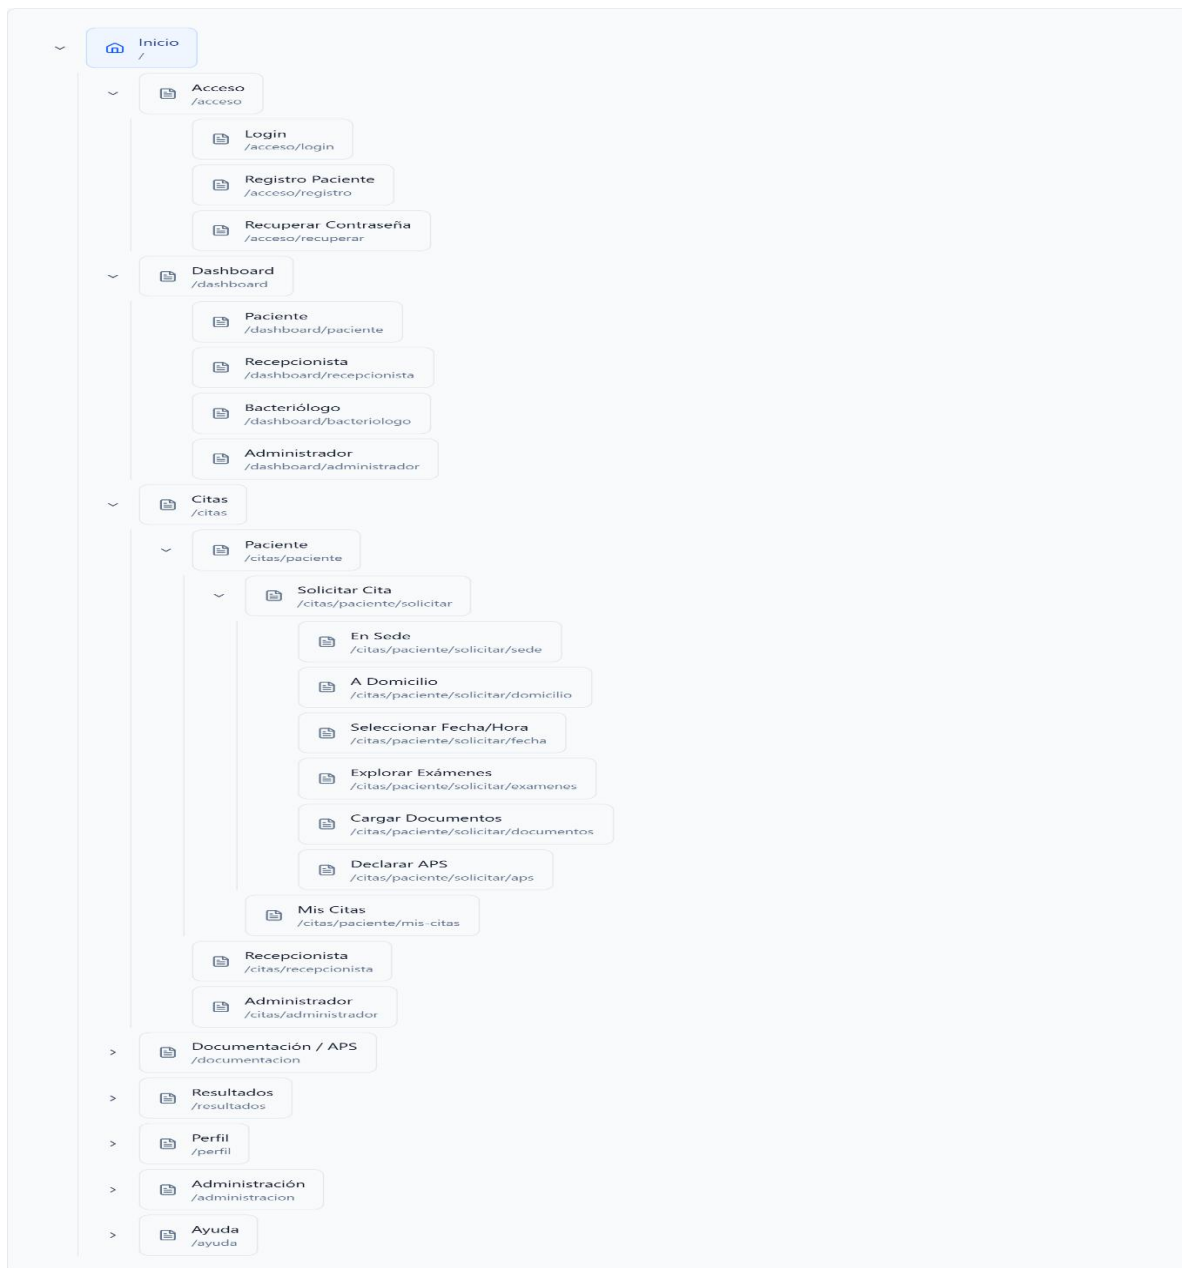 Inicio
/
Acceso
/acceso
Login
/acceso/login
Registro Paciente
/acceso/registro
Recuperar Contraseña
/acceso/recuperar
Dashboard
/dashboard
Paciente
/dashboard/paciente
Recepcionista
/dashboard/recepcionista
Bacteriólogo
/dashboard/bacteriologo
Administrador
/dashboard/administrador
Citas
/citas
Paciente
/citas/paciente
Solicitar Cita
/citas/paciente/solicitar
En Sede
/citas/paciente/solicitar/sede
A Domicilio
/citas/paciente/solicitar/domicilio
Seleccionar Fecha/Hora
/citas/paciente/solicitar/fecha
Explorar Exámenes
/citas/paciente/solicitar/examenes
Cargar Documentos
/citas/paciente/solicitar/documentos
Declarar APS
/citas/paciente/solicitar/aps
Mis Citas
/citas/paciente/mis-citas
Recepcionista
/citas/recepcionista
Administrador
/citas/administrador
Documentación / APS
/documentacion
Resultados
/resultados
Perfil
/perfil
Administración
/administracion
Ayuda
/ayuda